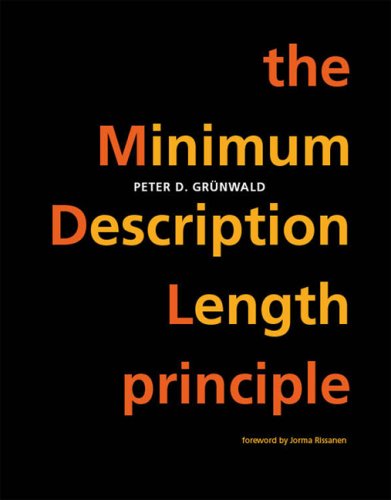 the
Minimum
PETER D. GRÜNWALD
Description
Length
principle
foreword by Jorma Rissanen